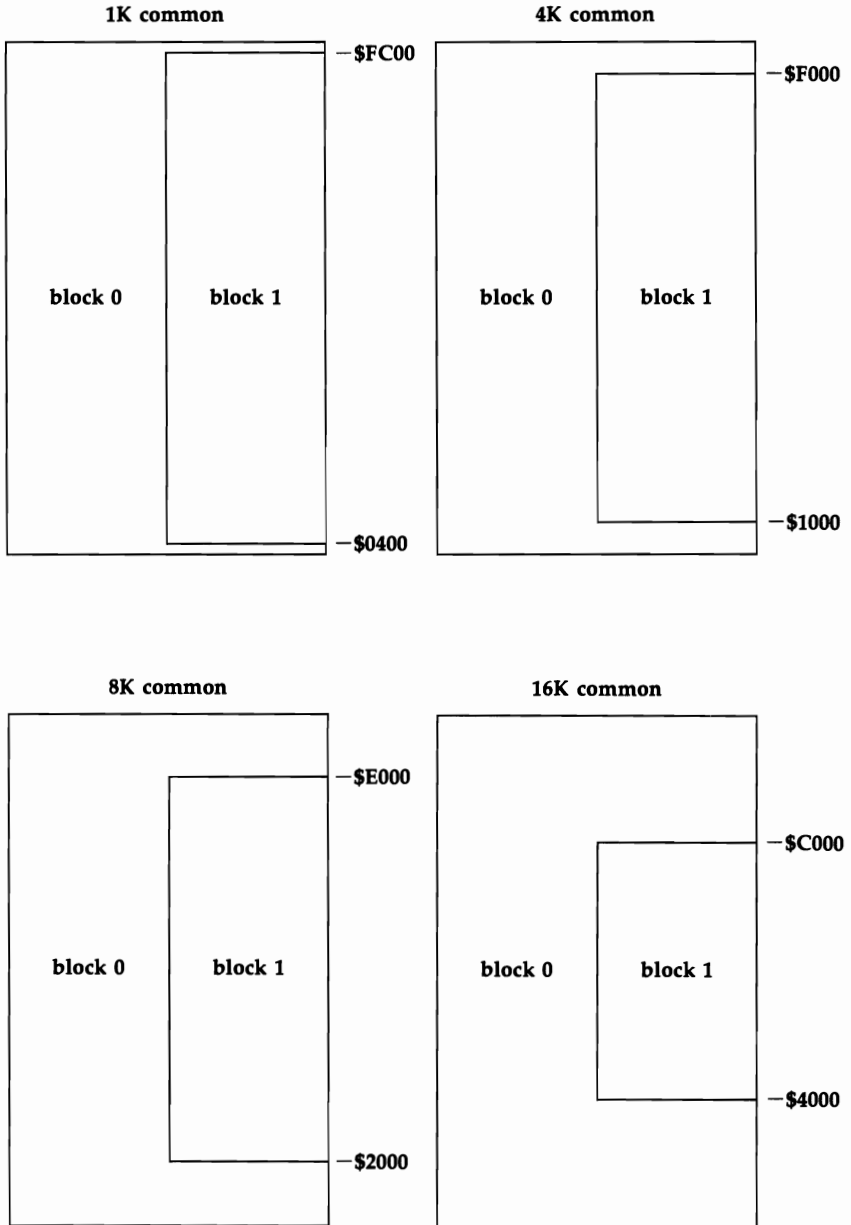 1K common
—$FC00
block 0
block 1
—$0400
4K common
—$F000
block 0
block 1
—$1000
8K common
—$E000
block 0
block 1
—$2000
16K common
—$C000
block 0
block 1
—$4000